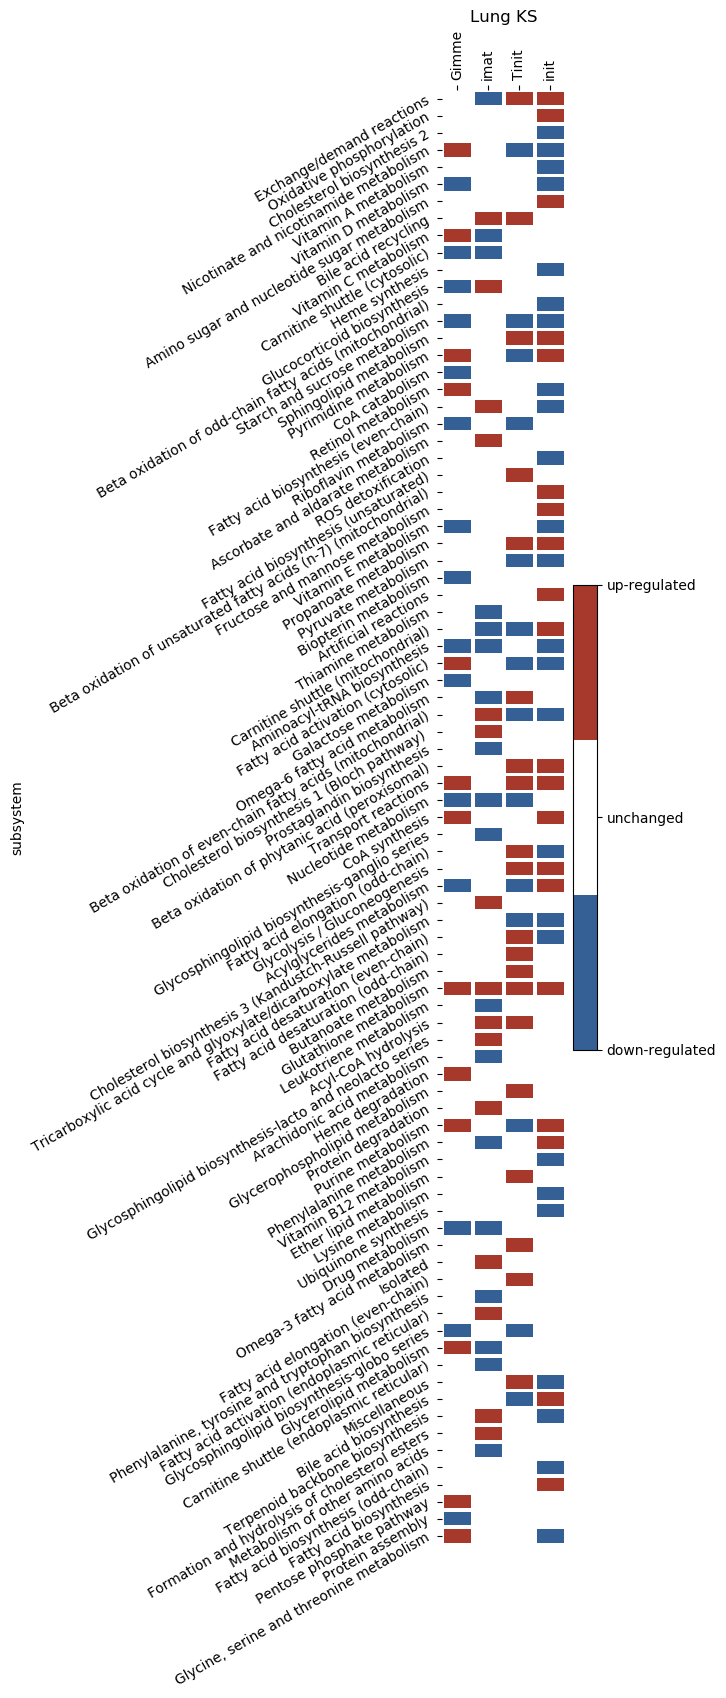 Lung KS
Gimme
imat
Tinit
init
Exchange/demand reactions
Oxidative phosphorylation
Cholesterol biosynthesis 2
Nicotinate and nicotinamide metabolism
Vitamin A metabolism
Vitamin D metabolism
Amino sugar and nucleotide sugar metabolism
Bile acid recycling
Vitamin C metabolism
Carnitine shuttle (cytosolic)
Heme synthesis
Glucocorticoid biosynthesis
Beta oxidation of odd-chain fatty acids (mitochondrial)
Starch and sucrose metabolism
Sphingolipid metabolism
Pyrimidine metabolism
CoA catabolism
Retinol metabolism
Fatty acid biosynthesis (even-chain)
Riboflavin metabolism
Ascorbate and aldarate metabolism
ROS detoxification
Fatty acid biosynthesis (unsaturated)
Beta oxidation of unsaturated fatty acids (n-7) (mitochondrial)
Fructose and mannose metabolism
Vitamin E metabolism
Propanoate metabolism
Pyruvate metabolism
Biopterin metabolism
Artificial reactions
Thiamine metabolism
Carnitine shuttle (mitochondrial)
Aminoacyl-tRNA biosynthesis
Fatty acid activation (cytosolic)
Galactose metabolism
Omega-6 fatty acid metabolism
Beta oxidation of even-chain fatty acids (mitochondrial)
Cholesterol biosynthesis 1 (Bloch pathway)
Prostaglandin biosynthesis
Beta oxidation of phytanic acid (peroxisomal)
Transport reactions
Nucleotide metabolism
CoA synthesis
Glycosphingolipid biosynthesis-ganglio series
Fatty acid elongation (odd-chain)
Glycolysis / Gluconeogenesis
Acylglycerides metabolism
Cholesterol biosynthesis 3 (Kandustch-Russell pathway)
Tricarboxylic acid cycle and glyoxylate/dicarboxylate metabolism
Fatty acid desaturation (even-chain)
Fatty acid desaturation (odd-chain)
Butanoate metabolism
Glutathione metabolism
Leukotriene metabolism
Acyl-CoA hydrolysis
Glycosphingolipid biosynthesis-lacto and neolacto series
Arachidonic acid metabolism
Heme degradation
Glycerophospholipid metabolism
Protein degradation
Purine metabolism
Phenylalanine metabolism
Vitamin B12 metabolism
Ether lipid metabolism
Lysine metabolism
Ubiquinone synthesis
Drug metabolism
Omega-3 fatty acid metabolism
Isolated
Fatty acid elongation (even-chain)
Phenylalanine, tyrosine and tryptophan biosynthesis
Fatty acid activation (endoplasmic reticular)
Glycosphingolipid biosynthesis-globo series
Glycerolipid metabolism
Carnitine shuttle (endoplasmic reticular)
Miscellaneous
Bile acid biosynthesis
Terpenoid backbone biosynthesis
Formation and hydrolysis of cholesterol esters
Metabolism of other amino acids
Fatty acid biosynthesis (odd-chain)
Fatty acid biosynthesis
Pentose phosphate pathway
Protein assembly
Glycine, serine and threonine metabolism
subsystem
up-regulated
unchanged
down-regulated